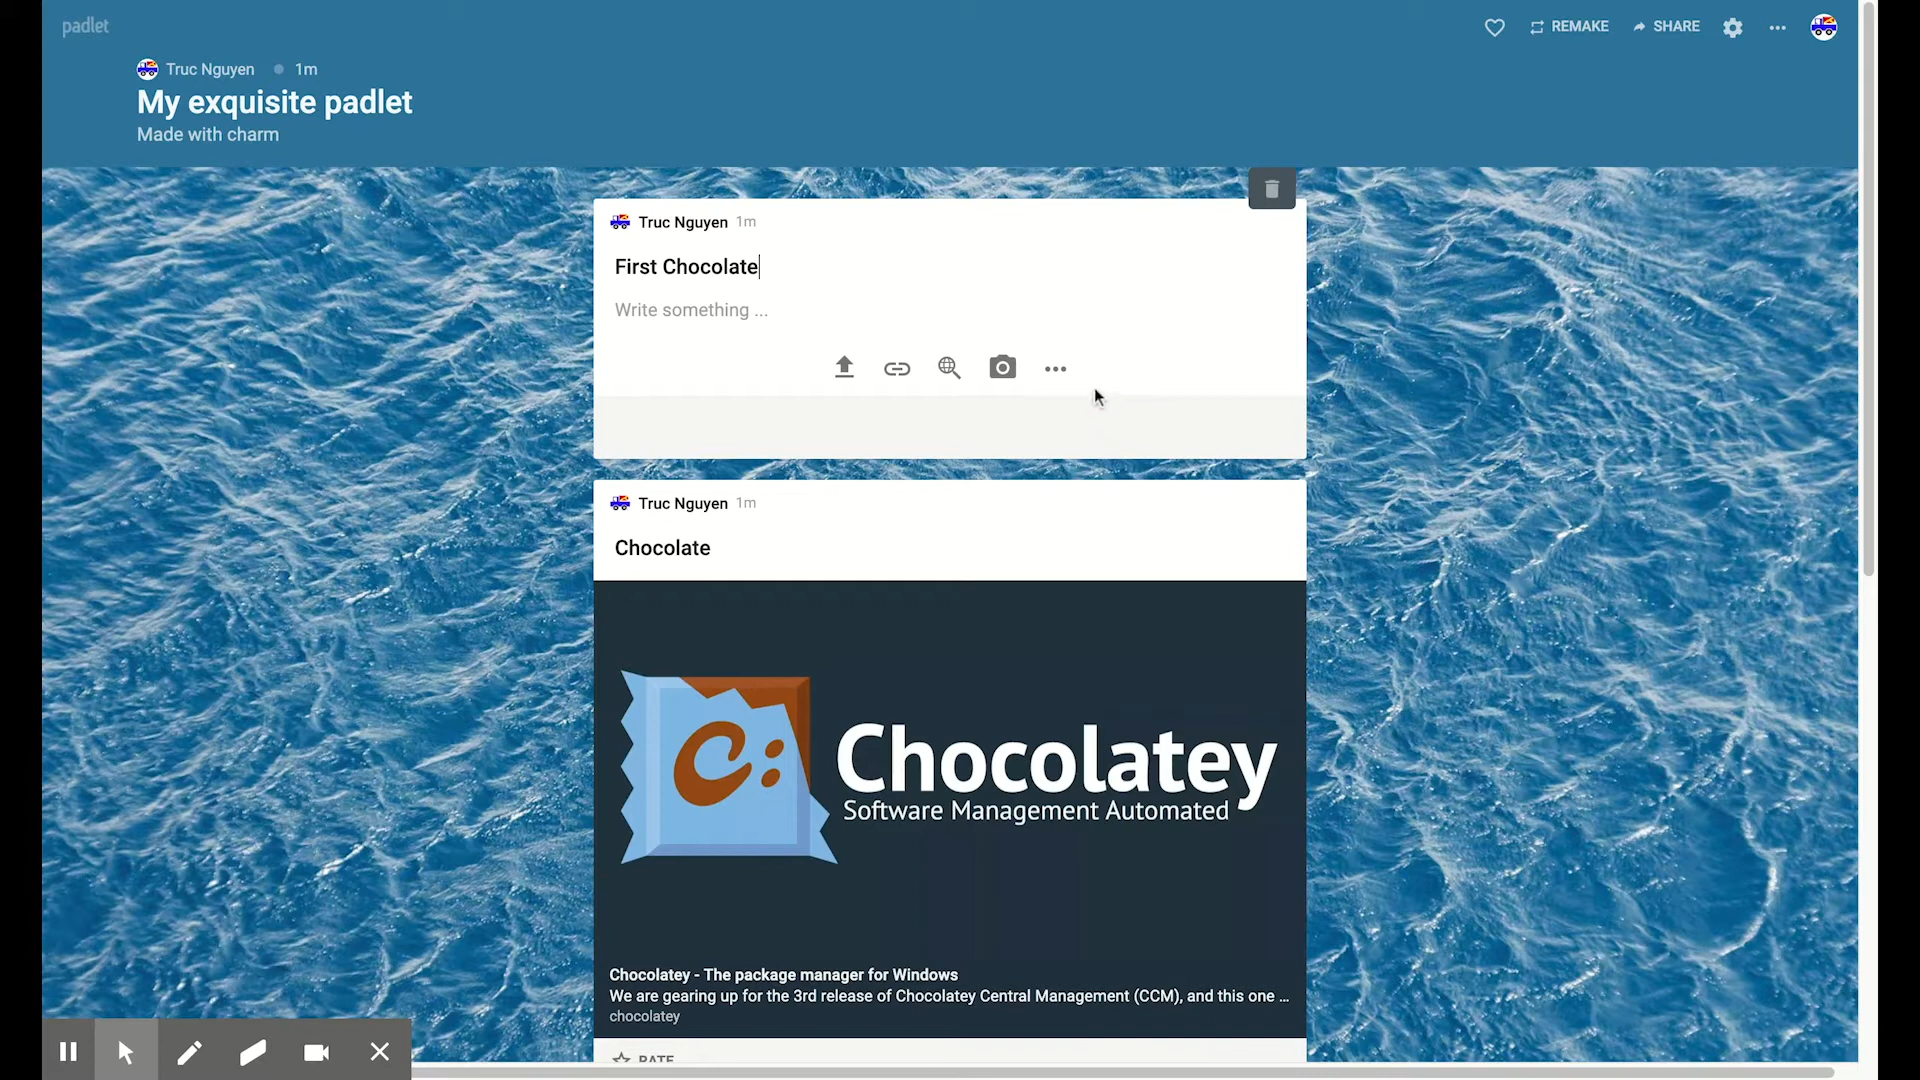 padlet
REMAKE
SHARE
Truc Nguyen
1m
My exquisite padlet
Made with charm
Truc Nguyen 1m
First Chocolate
Write something ...
Truc Nguyen 1m
Chocolate
C:
Chocolatey
Software Management Automated
Chocolatey - The package manager for Windows
We are gearing up for the 3rd release of Chocolatey Central Management (CCM), and this one ...
chocolatey
RATE